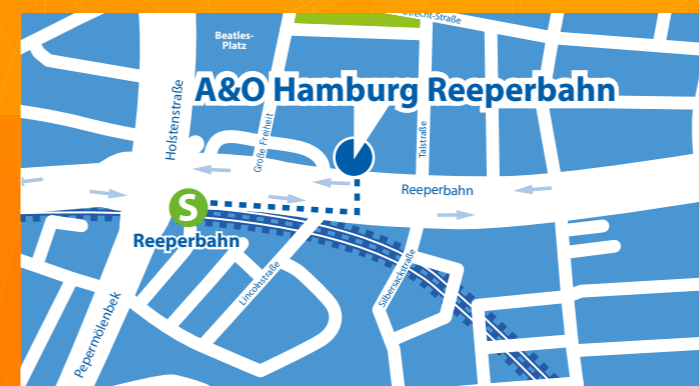 Beatles-
Platz
A&O Hamburg Reeperbahn
Holstenstraße
Große Freiheit
Talstraße
Reeperbahn
S
Reeperbahn
Lincolnstraße
Silbersackstraße
Pepermölenbek